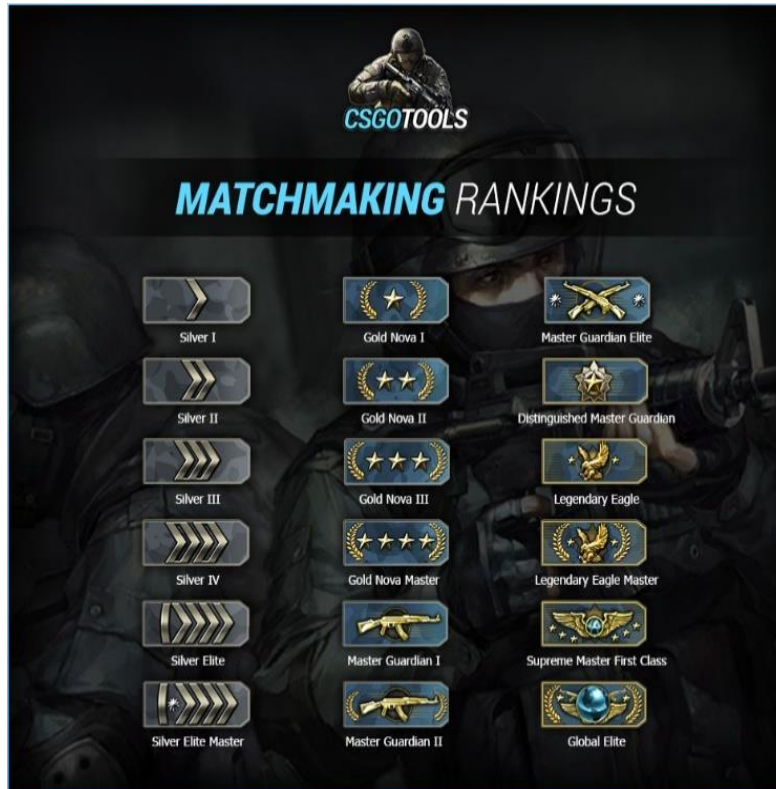 CSGOTOOLS
MATCHMAKING RANKINGS
Silver I
Gold Nova I
Master Guardian Elite
Silver II
Gold Nova II
Distinguished Master Guardian
Silver III
Gold Nova III
Legendary Eagle
Silver IV
Gold Nova Master
Legendary Eagle Master
Silver Elite
Master Guardian I
Supreme Master First Class
Silver Elite Master
Master Guardian II
Global Elite